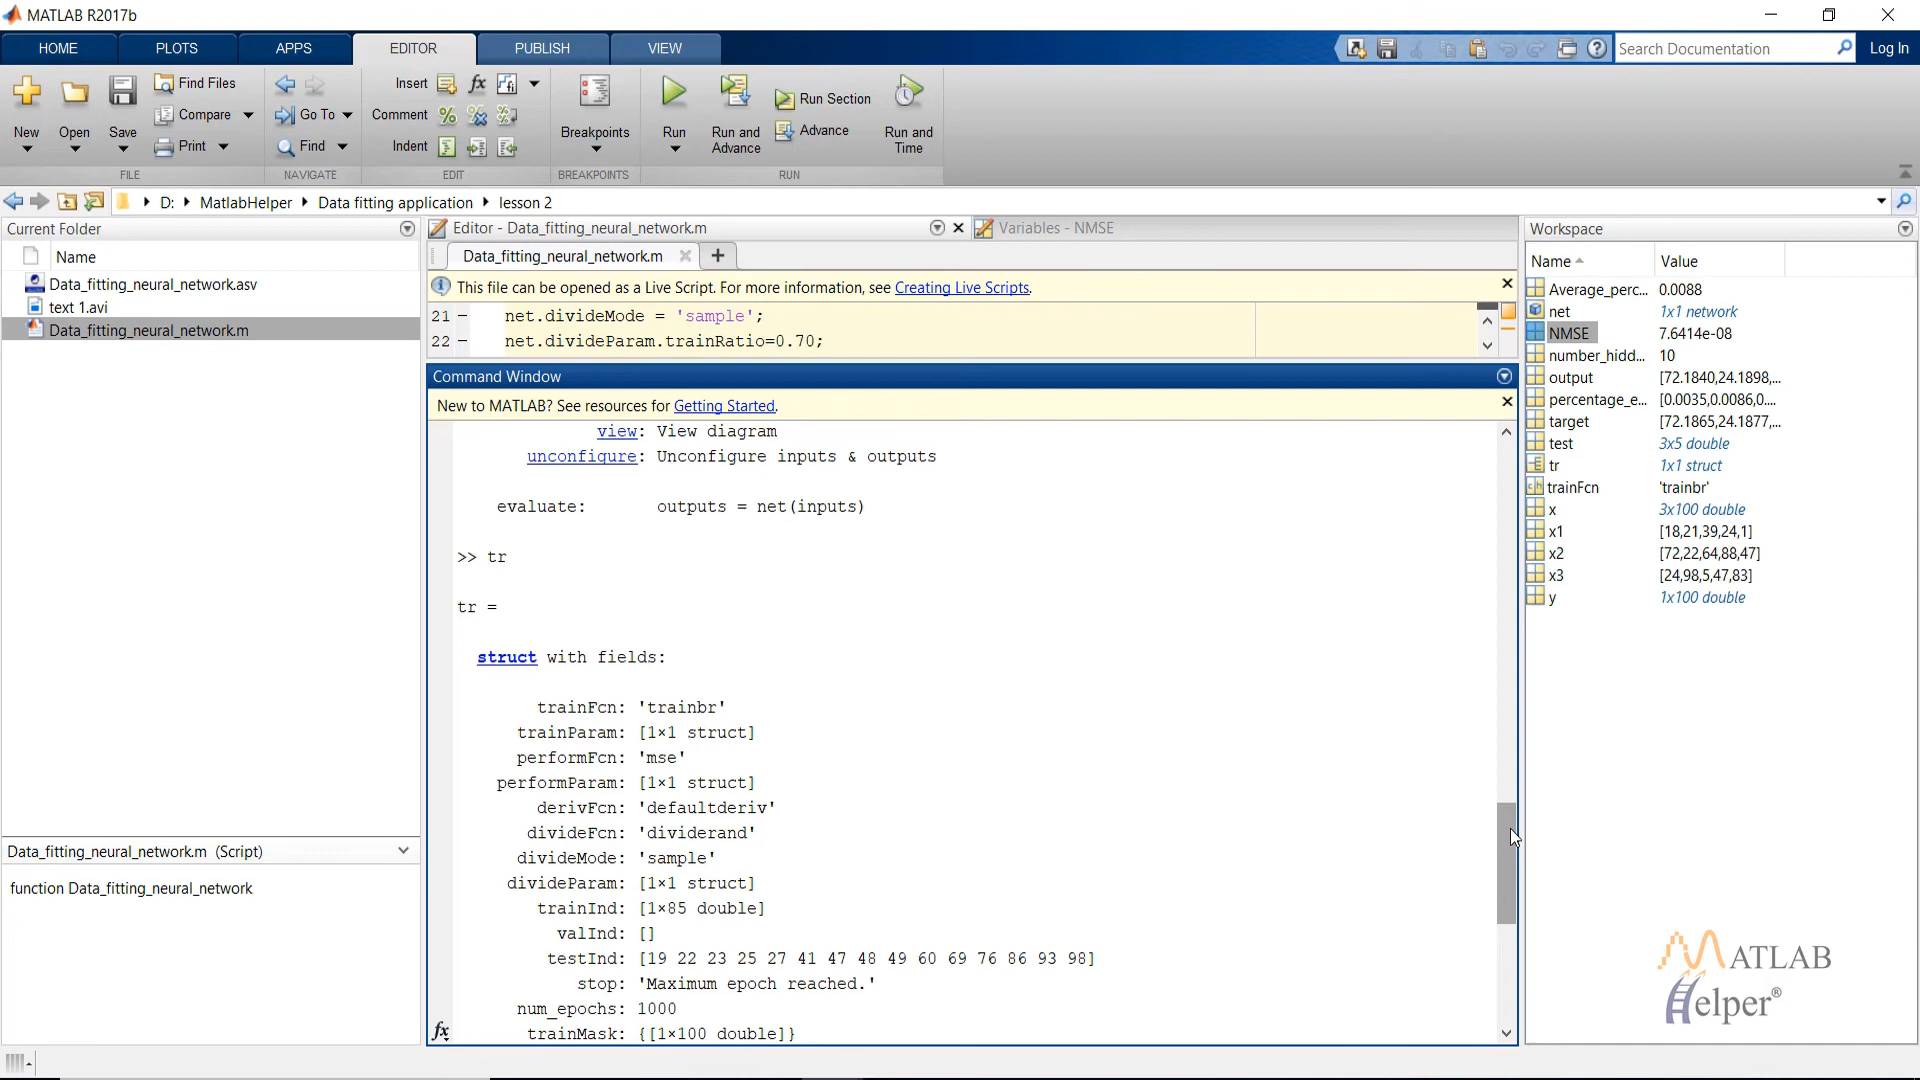 MATLAB R2017b
HOME PLOTS APPS EDITOR PUBLISH VIEW
Search Documentation
Log In
New
Open
Save
Find Files
Compare
Print
FILE
Go To
Find
NAVIGATE
Insert
Comment
Indent
fx
EDIT
Breakpoints
BREAKPOINTS
Run
Run and Advance
Run Section
Advance
Run and Time
RUN
D: MatlabHelper Data fitting application lesson 2
Current Folder
Name
Data_fitting_neural_network.asv
text 1.avi
Data_fitting_neural_network.m
Data_fitting_neural_network.m (Script)
function Data_fitting_neural_network
Editor - Data_fitting_neural_network.m
Variables - NMSE
Data_fitting_neural_network.m
This file can be opened as a Live Script. For more information, see Creating Live Scripts.
21 - net.divideMode = 'sample';
22 - net.divideParam.trainRatio=0.70;
Command Window
New to MATLAB? See resources for Getting Started.
view: View diagram
unconfigure: Unconfigure inputs & outputs
evaluate: outputs = net(inputs)
>> tr
tr =
struct with fields:
trainFcn: 'trainbr'
trainParam: [1×1 struct]
performFcn: 'mse'
performParam: [1×1 struct]
derivFcn: 'defaultderiv'
divideFcn: 'dividerand'
divideMode: 'sample'
divideParam: [1×1 struct]
trainInd: [1×85 double]
valInd: []
testInd: [19 22 23 25 27 41 47 48 49 60 69 76 86 93 98]
stop: 'Maximum epoch reached.'
num_epochs: 1000
trainMask: {[1×100 double]}
fx
Workspace
Name Value
Average_perc... 0.0088
net 1x1 network
NMSE 7.6414e-08
number_hidd... 10
output [72.1840,24.1898,...
percentage_e... [0.0035,0.0086,0....
target [72.1865,24.1877,...
test 3x5 double
tr 1x1 struct
trainFcn 'trainbr'
x 3x100 double
x1 [18,21,39,24,1]
x2 [72,22,64,88,47]
x3 [24,98,5,47,83]
y 1x100 double
MATLAB
Helper®